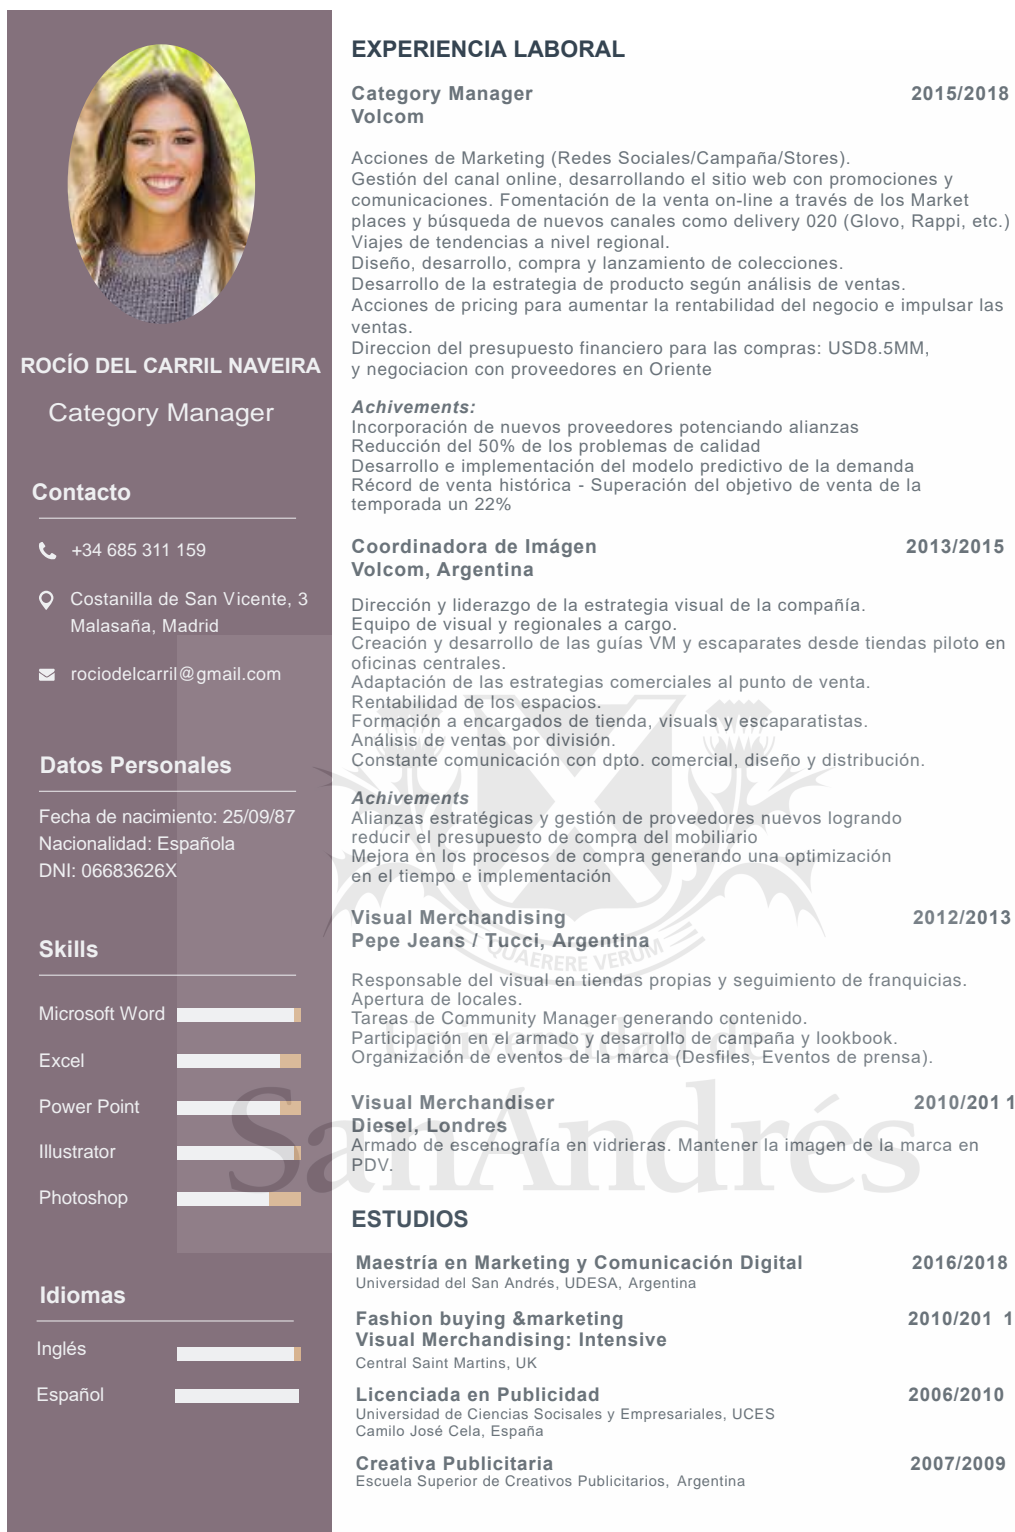 ROCÍO DEL CARRIL NAVEIRA
Category Manager
Contacto
+34 685 311 159
Costanilla de San Vicente, 3
Malasaña, Madrid
rociodelcarril@gmail.com
Datos Personales
Fecha de nacimiento: 25/09/87
Nacionalidad: Española
DNI: 06683626X
Skills
Microsoft Word
Excel
Power Point
Illustrator
Photoshop
Idiomas
Inglés
Español
EXPERIENCIA LABORAL
Category Manager 2015/2018
Volcom
Acciones de Marketing (Redes Sociales/Campaña/Stores).
Gestión del canal online, desarrollando el sitio web con promociones y
comunicaciones. Fomentación de la venta on-line a través de los Market
places y búsqueda de nuevos canales como delivery 020 (Glovo, Rappi, etc.)
Viajes de tendencias a nivel regional.
Diseño, desarrollo, compra y lanzamiento de colecciones.
Desarrollo de la estrategia de producto según análisis de ventas.
Acciones de pricing para aumentar la rentabilidad del negocio e impulsar las
ventas.
Direccion del presupuesto financiero para las compras: USD8.5MM,
y negociacion con proveedores en Oriente
Achivements:
Incorporación de nuevos proveedores potenciando alianzas
Reducción del 50% de los problemas de calidad
Desarrollo e implementación del modelo predictivo de la demanda
Récord de venta histórica - Superación del objetivo de venta de la
temporada un 22%
Coordinadora de Imágen 2013/2015
Volcom, Argentina
Dirección y liderazgo de la estrategia visual de la compañía.
Equipo de visual y regionales a cargo.
Creación y desarrollo de las guías VM y escaparates desde tiendas piloto en
oficinas centrales.
Adaptación de las estrategias comerciales al punto de venta.
Rentabilidad de los espacios.
Formación a encargados de tienda, visuals y escaparatistas.
Análisis de ventas por división.
Constante comunicación con dpto. comercial, diseño y distribución.
Achivements
Alianzas estratégicas y gestión de proveedores nuevos logrando
reducir el presupuesto de compra del mobiliario
Mejora en los procesos de compra generando una optimización
en el tiempo e implementación
Visual Merchandising 2012/2013
Pepe Jeans / Tucci, Argentina
QUAERERE VERUM
Responsable del visual en tiendas propias y seguimiento de franquicias.
Apertura de locales.
Tareas de Community Manager generando contenido.
Participación en el armado y desarrollo de campaña y lookbook.
Organización de eventos de la marca (Desfiles, Eventos de prensa).
Universidad de
SanAndrés
Visual Merchandiser 2010/201 1
Diesel, Londres
Armado de escenografía en vidrieras. Mantener la imagen de la marca en
PDV.
ESTUDIOS
Maestría en Marketing y Comunicación Digital 2016/2018
Universidad del San Andrés, UDESA, Argentina
Fashion buying &marketing 2010/201 1
Visual Merchandising: Intensive
Central Saint Martins, UK
Licenciada en Publicidad 2006/2010
Universidad de Ciencias Socisales y Empresariales, UCES
Camilo José Cela, España
Creativa Publicitaria 2007/2009
Escuela Superior de Creativos Publicitarios, Argentina